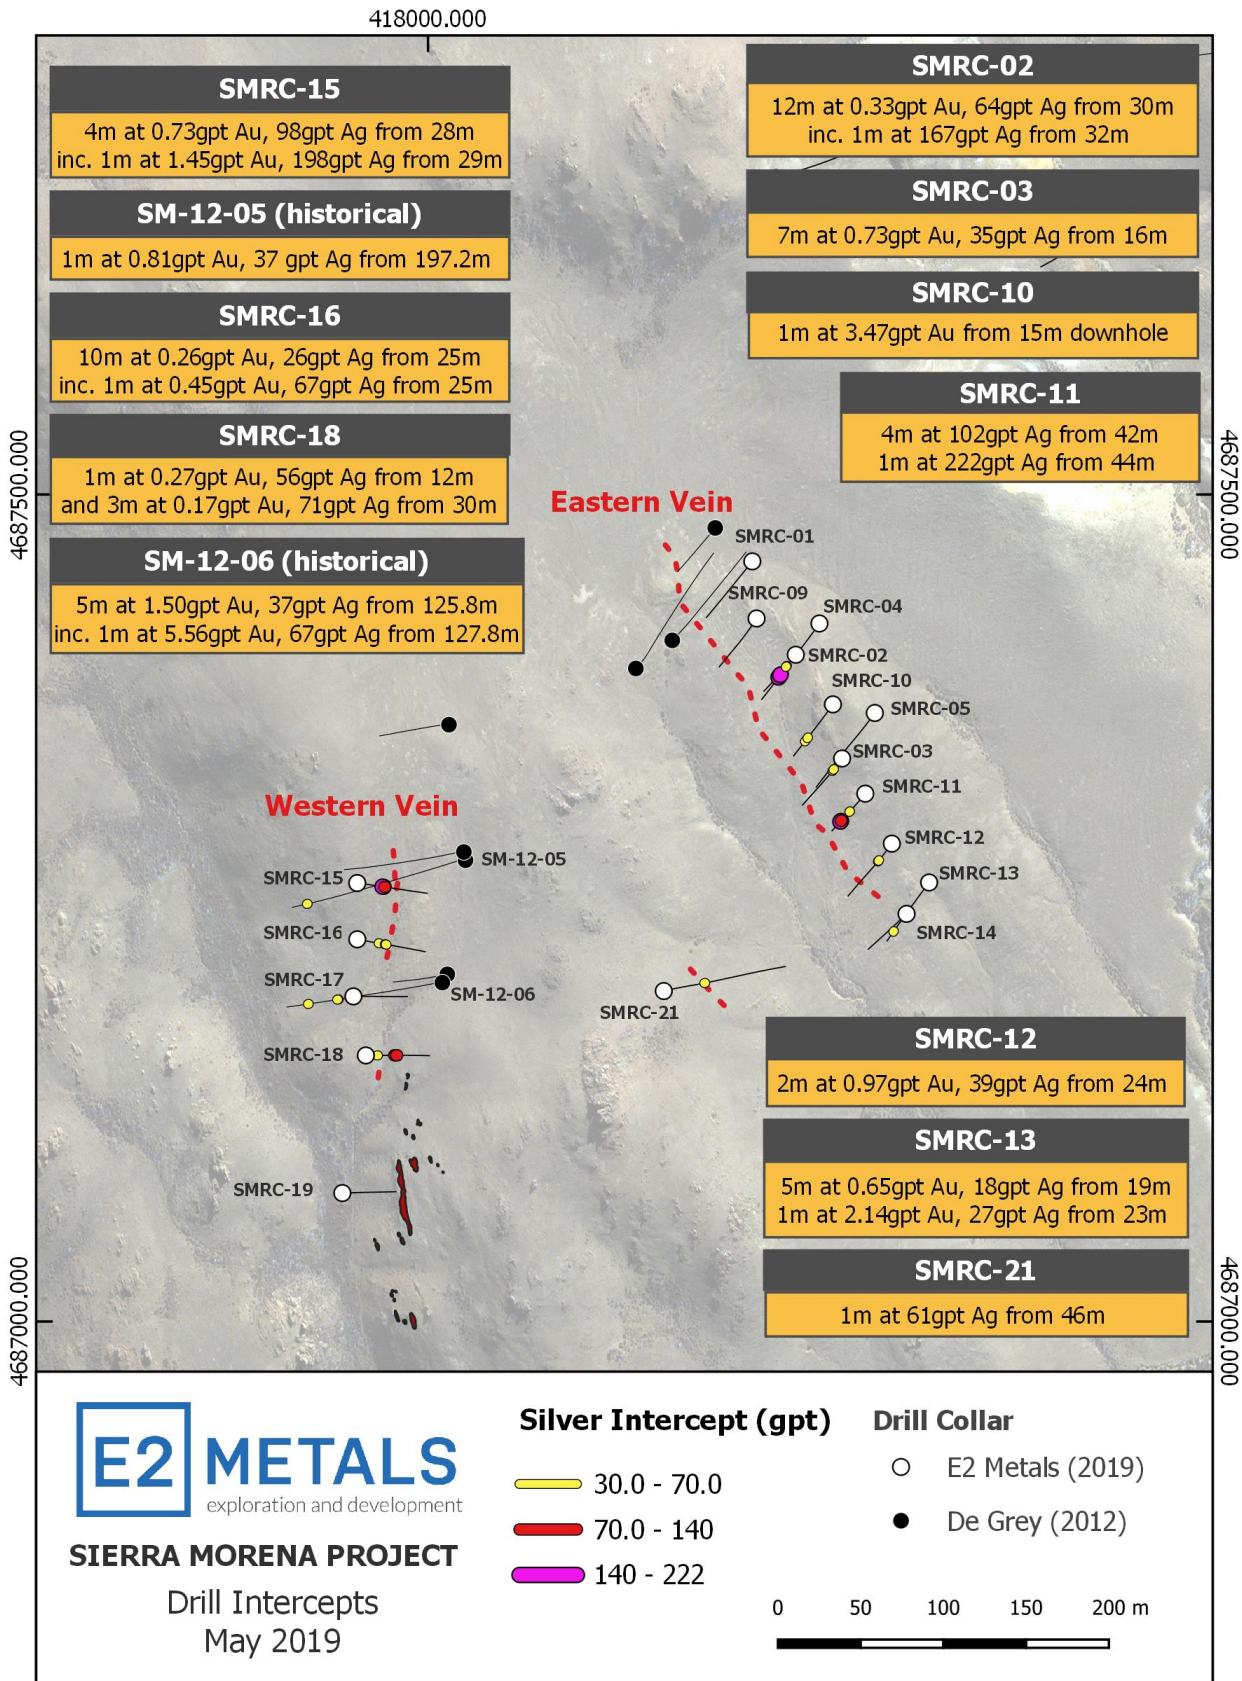 418000.000
SMRC-15
4m at 0.73gpt Au, 98gpt Ag from 28m
inc. 1m at 1.45gpt Au, 198gpt Ag from 29m
SM-12-05 (historical)
1m at 0.81gpt Au, 37 gpt Ag from 197.2m
SMRC-16
10m at 0.26gpt Au, 26gpt Ag from 25m
inc. 1m at 0.45gpt Au, 67gpt Ag from 25m
SMRC-18
1m at 0.27gpt Au, 56gpt Ag from 12m
and 3m at 0.17gpt Au, 71gpt Ag from 30m
SM-12-06 (historical)
5m at 1.50gpt Au, 37gpt Ag from 125.8m
inc. 1m at 5.56gpt Au, 67gpt Ag from 127.8m
SMRC-02
12m at 0.33gpt Au, 64gpt Ag from 30m
inc. 1m at 167gpt Ag from 32m
SMRC-03
7m at 0.73gpt Au, 35gpt Ag from 16m
SMRC-10
1m at 3.47gpt Au from 15m downhole
SMRC-11
4m at 102gpt Ag from 42m
1m at 222gpt Ag from 44m
4687500.000
4687500.000
Eastern Vein
SMRC-01
SMRC-09
SMRC-04
SMRC-02
SMRC-10
SMRC-05
SMRC-03
SMRC-11
SMRC-12
SMRC-13
SMRC-14
Western Vein
SM-12-05
SMRC-15
SMRC-16
SMRC-17
SM-12-06
SMRC-18
SMRC-19
SMRC-21
SMRC-12
2m at 0.97gpt Au, 39gpt Ag from 24m
SMRC-13
5m at 0.65gpt Au, 18gpt Ag from 19m
1m at 2.14gpt Au, 27gpt Ag from 23m
SMRC-21
1m at 61gpt Ag from 46m
4687000.000
4687000.000
E2 METALS
exploration and development
SIERRA MORENA PROJECT
Drill Intercepts
May 2019
Silver Intercept (gpt)
30.0 - 70.0
70.0 - 140
140 - 222
Drill Collar
E2 Metals (2019)
De Grey (2012)
0 50 100 150 200 m